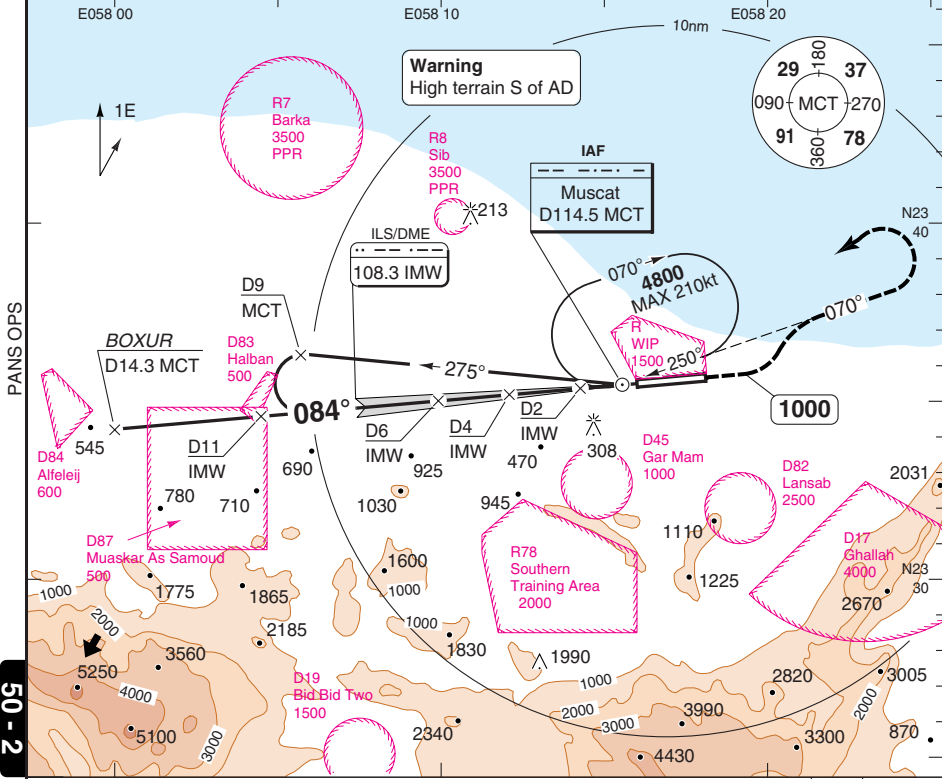 E058 00
E058 10
E058 20
10nm
Warning
High terrain S of AD
29
180
37
090
MCT
270
91
360
78
1E
R7
Barka
3500
PPR
R8
Sib
3500
PPR
213
IAF
Muscat
D114.5 MCT
N23
40
ILS/DME
108.3 IMW
070°
4800
MAX 210kt
070°
D9
MCT
BOXUR
D14.3 MCT
D83
Halban
500
R
WIP
1500
250°
275°
PANS OPS
084°
1000
D2
IMW
D4
IMW
D6
IMW
D11
IMW
D84
Alfeleij
600
545
690
925
470
308
D45
Gar Mam
1000
D82
Lansab
2500
2031
780
710
1030
945
1110
D17
Ghallah
4000
D87
Muaskar As Samoud
500
R78
Southern
Training Area
2000
1600
1000
1225
N23
30
1000
1775
1865
2670
2000
2185
1000
1830
1990
3560
5250
4000
D19
Bid Bid Two
1500
1000
2820
3005
2000
5100
3000
2340
2000
3000
3990
4430
3300
870
50 - 2